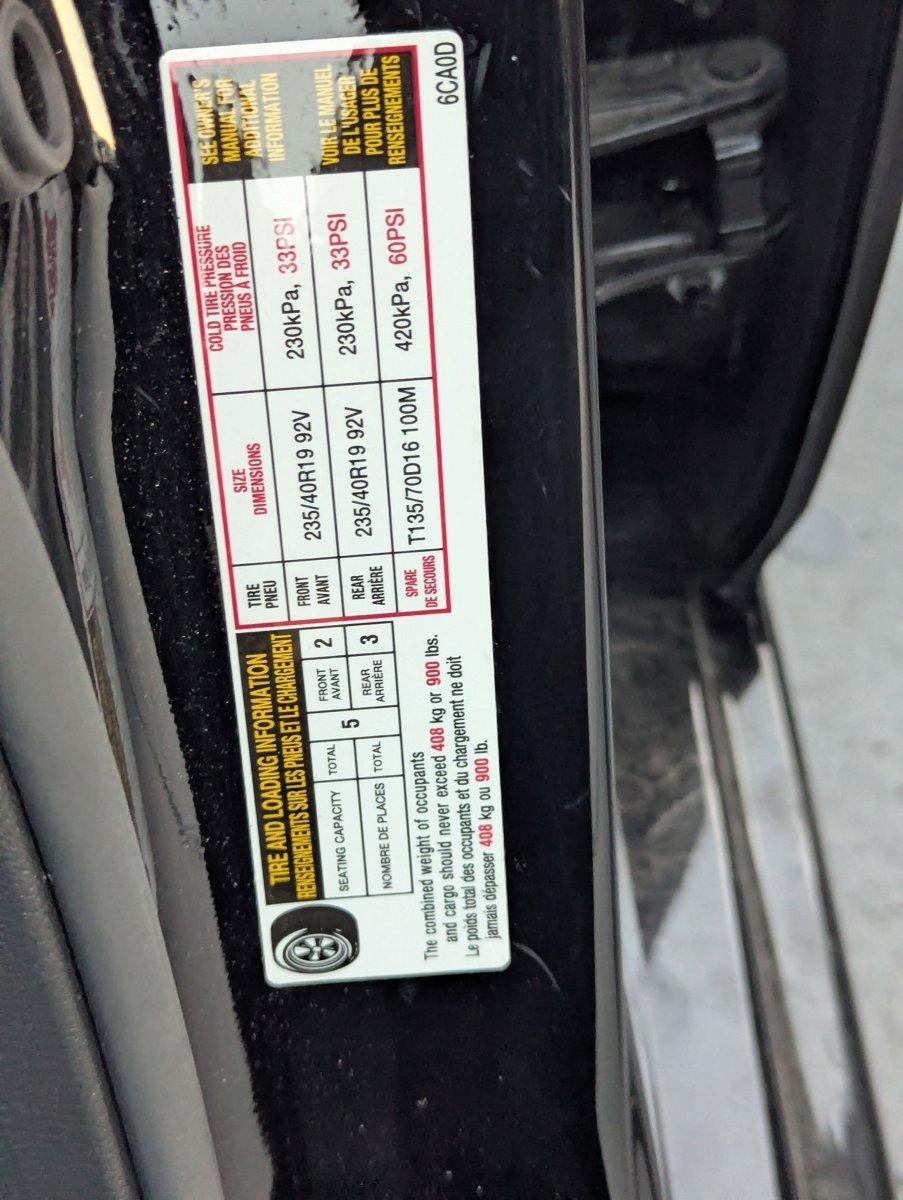 TIRE AND LOADING INFORMATION
RENSEIGNEMENTS SUR LES PNEUS ET LE CHARGEMENT
SEATING CAPACITY TOTAL 5 FRONT AVANT 2
NOMBRE DE PLACES TOTAL REAR ARRIÈRE 3
The combined weight of occupants
and cargo should never exceed 408 kg or 900 lbs.
Le poids total des occupants et du chargement ne doit
jamais dépasser 408 kg ou 900 lb.
TIRE PNEU SIZE DIMENSIONS COLD TIRE PRESSURE PRESSION DES PNEUS À FROID
FRONT AVANT 235/40R19 92V 230kPa, 33PSI
REAR ARRIÈRE 235/40R19 92V 230kPa, 33PSI
SPARE DE SECOURS T135/70D16 100M 420kPa, 60PSI
SEE OWNER'S
MANUAL FOR
ADDITIONAL
INFORMATION
VOIR LE MANUEL
DE L'USAGER
POUR PLUS DE
RENSEIGNEMENTS
6CA0D